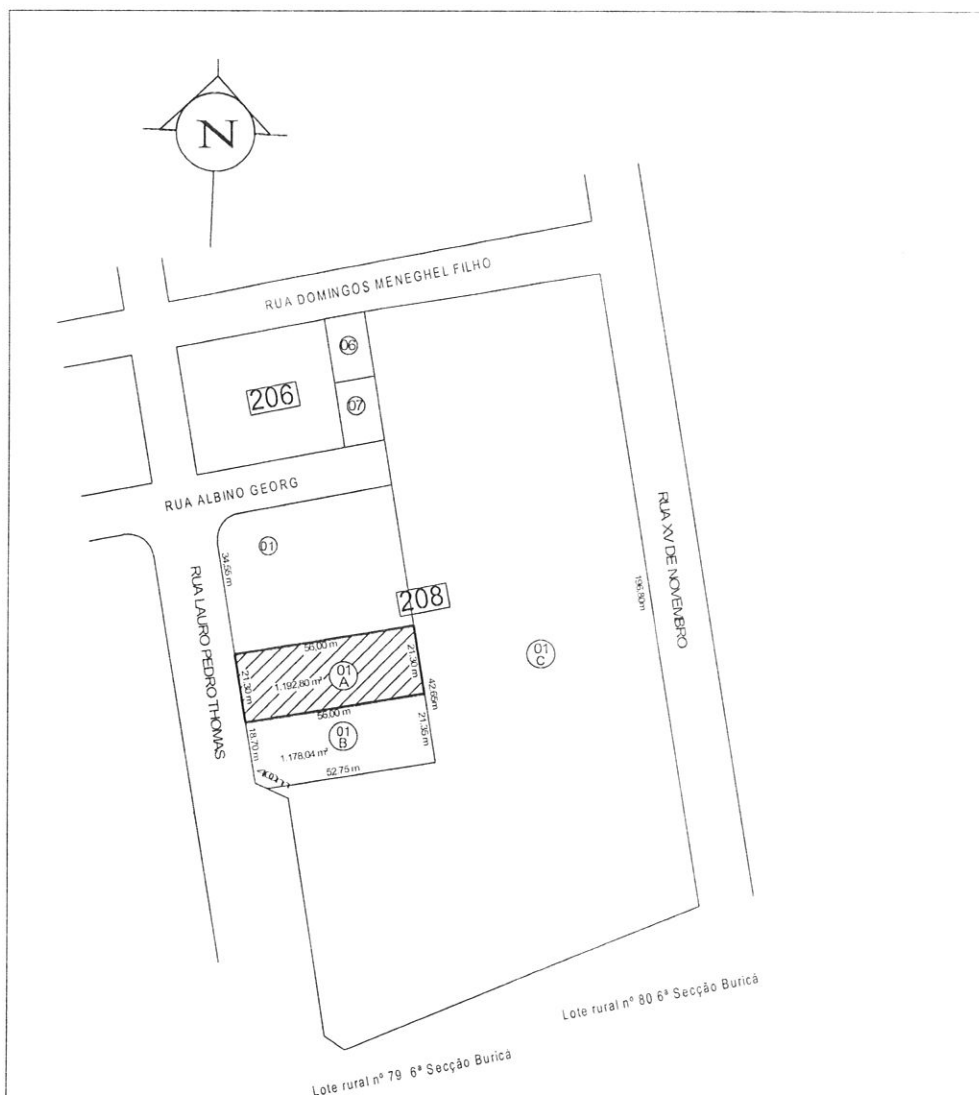 N
RUA DOMINGOS MENEGHEL FILHO
06
206
07
RUA ALBINO GEORG
01
34.55 m
RUA LAURO PEDRO THOMAS
208
RUA XV DE NOVEMBRO
196.80m
56,00 m
21.30 m
1.192,80 m²
01
A
21.30 m
01
C
42.65m
56,00 m
18.70 m
01
B
21.35 m
1.178,04 m²
52.75 m
Lote rural nº 80 6ª Secção Buricá
Lote rural nº 79 6ª Secção Buricá